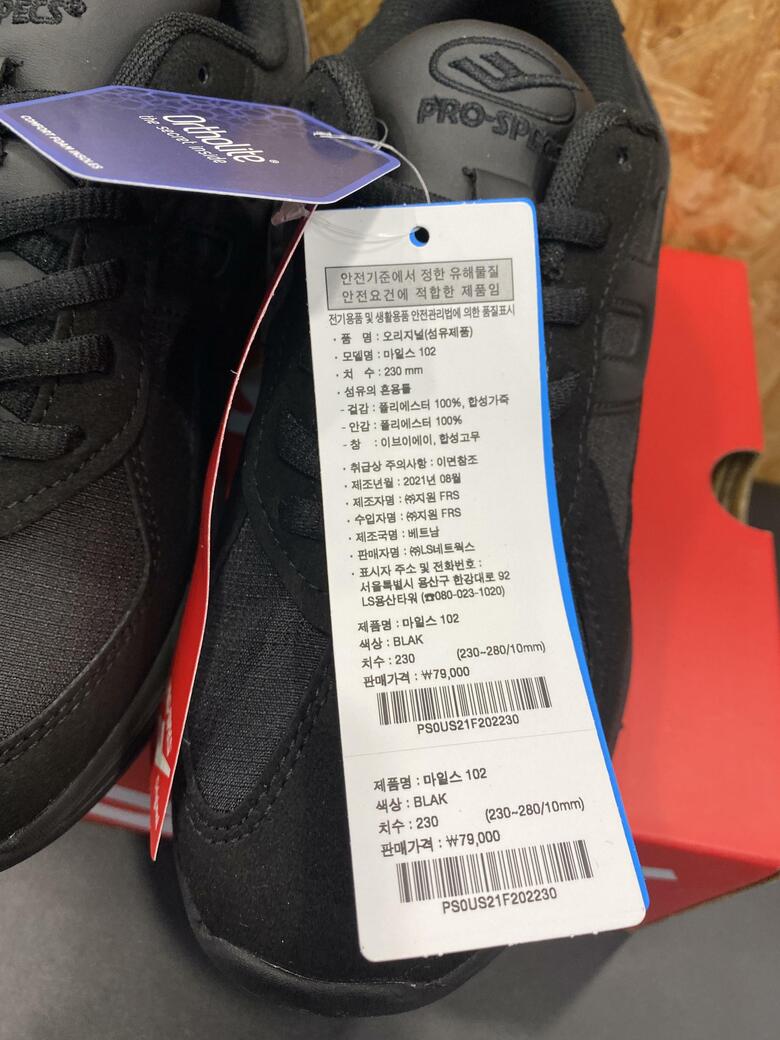 SPECS®
OrthoLite®
the secret inside
COMFORT FOAM INSOLES
PRO-SPECS
안전기준에서 정한 유해물질
안전요건에 적합한 제품임
전기용품 및 생활용품 안전관리법에 의한 품질표시
· 품 명 : 오리지널(섬유제품)
· 모델명 : 마일스 102
· 치 수 : 230 mm
· 섬유의 혼용률
- 겉감 : 폴리에스터 100%, 합성가죽
- 안감 : 폴리에스터 100%
- 창 : 이브이에이, 합성고무
· 취급상 주의사항 : 이면참조
· 제조년월 : 2021년 08월
· 제조자명 : ㈜지원 FRS
· 수입자명 : ㈜지원 FRS
· 제조국명 : 베트남
· 판매자명 : ㈜LS네트웍스
· 표시자 주소 및 전화번호 :
서울특별시 용산구 한강대로 92
LS용산타워 (☎080-023-1020)
제품명 : 마일스 102
색상 : BLAK
치수 : 230 (230~280/10mm)
판매가격 : ₩79,000
PS0US21F202230
제품명 : 마일스 102
색상 : BLAK
치수 : 230 (230~280/10mm)
판매가격 : ₩79,000
PS0US21F202230